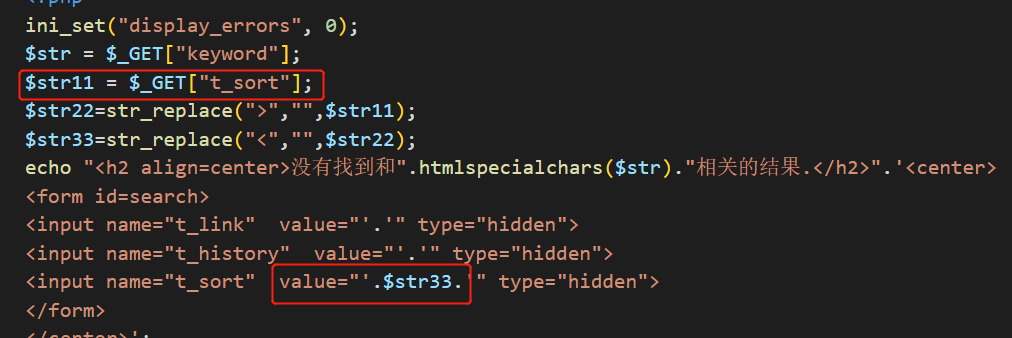 <?php
ini_set("display_errors", 0);
$str = $_GET["keyword"];
$str11 = $_GET["t_sort"];
$str22=str_replace(">","",$str11);
$str33=str_replace("<","",$str22);
echo "<h2 align=center>没有找到和".htmlspecialchars($str)."相关的结果.</h2>".'<center>
<form id=search>
<input name="t_link"  value="'.'" type="hidden">
<input name="t_history"  value="'.'" type="hidden">
<input name="t_sort"  value="'.$str33.'" type="hidden">
</form>
</center>';